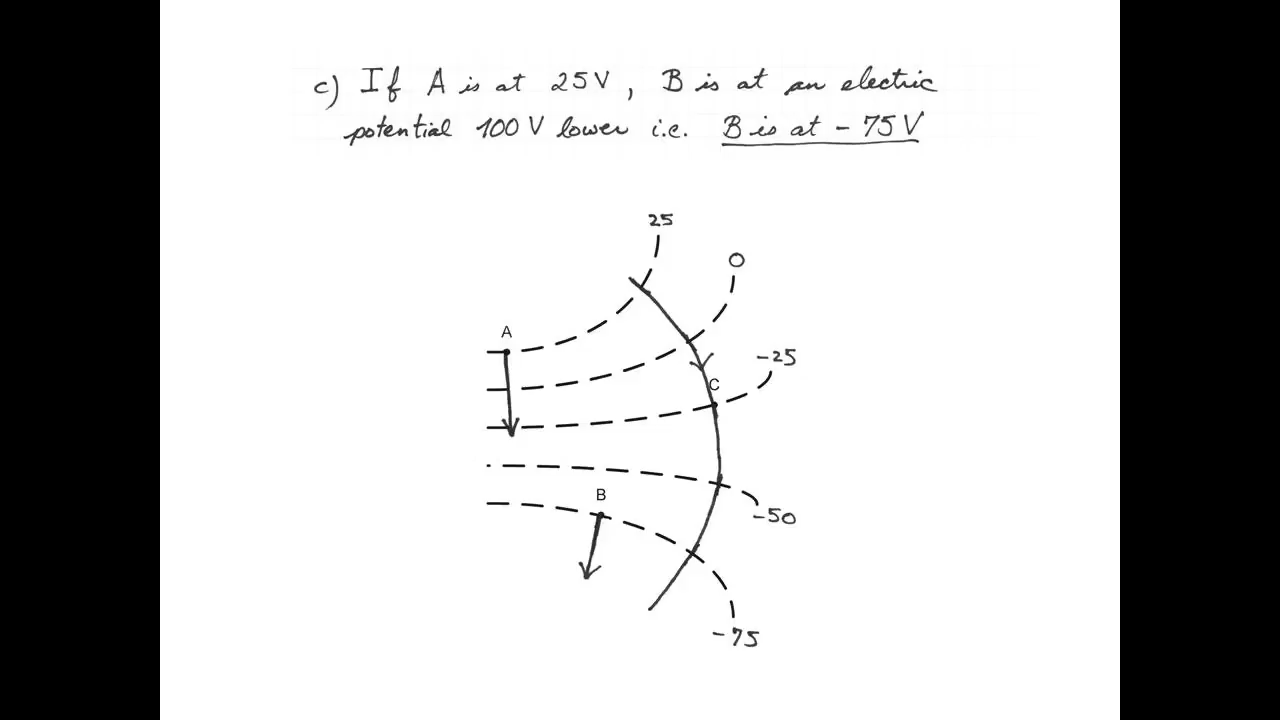 c) If A is at 25V, B is at an electric
potential 100V lower i.e. B is at - 75V
25
0
A
-25
C
B
-50
-75